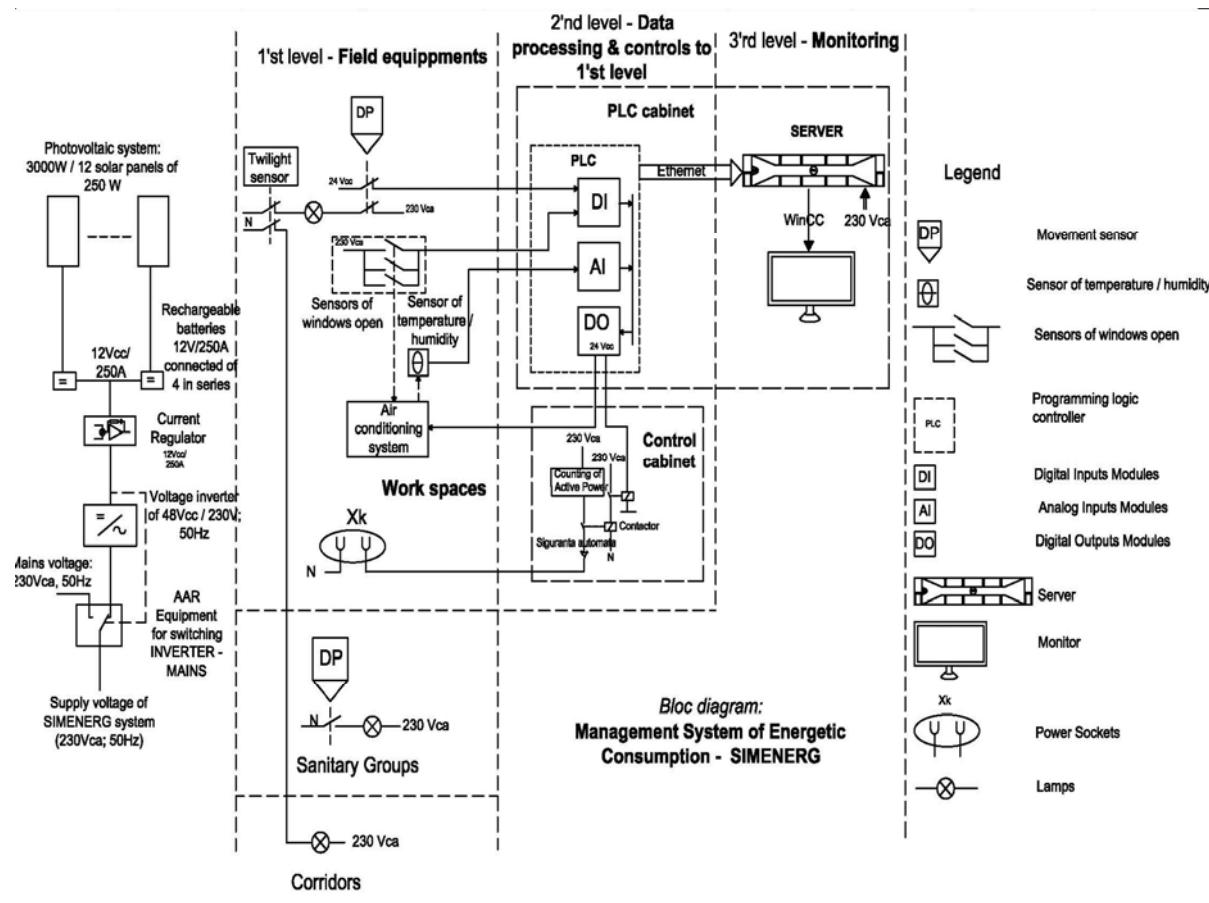 Photovoltaic system:
3000W / 12 solar panels of
250 W
Rechargeable
batteries
12V/250A
connected of
4 in series
12Vcc/
250A
=
=
Current
Regulator
12Vcc/
250A
Voltage inverter
of 48Vcc / 230V;
50Hz
=
~
Mains voltage:
230Vca, 50Hz
AAR
Equipment
for switching
INVERTER -
MAINS
Supply voltage of
SIMENERG system
(230Vca; 50Hz)
1'st level - Field equippments
DP
Twilight
sensor
24 Vcc
N
230 Vca
230 Vca
Sensors of
windows open
Sensor of
temperature /
humidity
Air
conditioning
system
Work spaces
Xk
N
DP
N
230 Vca
Sanitary Groups
230 Vca
Corridors
2'nd level - Data
processing & controls to
1'st level
PLC cabinet
PLC
DI
AI
DO
24 Vcc
Ethernet
Control
cabinet
230 Vca
230 Vca
Counting of
Active Power
Contactor
Siguranta automata
N
3'rd level - Monitoring
SERVER
WinCC
230 Vca
Bloc diagram:
Management System of Energetic
Consumption - SIMENERG
Legend
DP
Movement sensor
Sensor of temperature / humidity
Sensors of windows open
PLC
Programming logic
controller
DI
Digital Inputs Modules
AI
Analog Inputs Modules
DO
Digital Outputs Modules
Server
Monitor
Xk
Power Sockets
Lamps